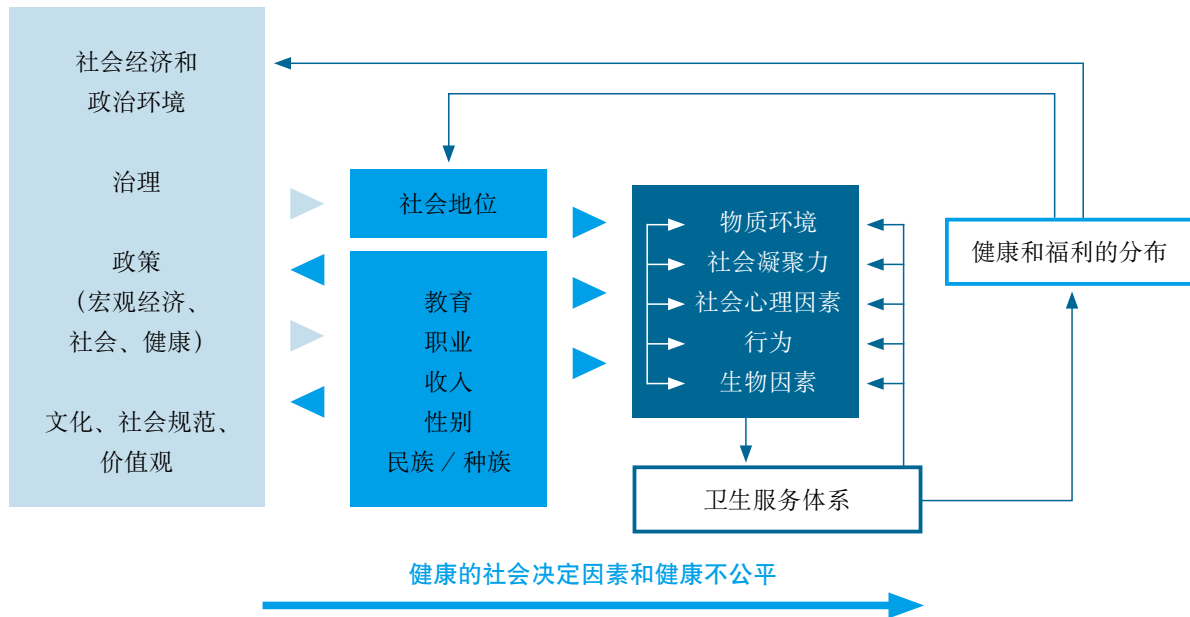 社会经济和
政治环境
治理
政策
（宏观经济、
社会、健康）
文化、社会规范、
价值观
社会地位
教育
职业
收入
性别
民族 / 种族
物质环境
社会凝聚力
社会心理因素
行为
生物因素
卫生服务体系
健康和福利的分布
健康的社会决定因素和健康不公平